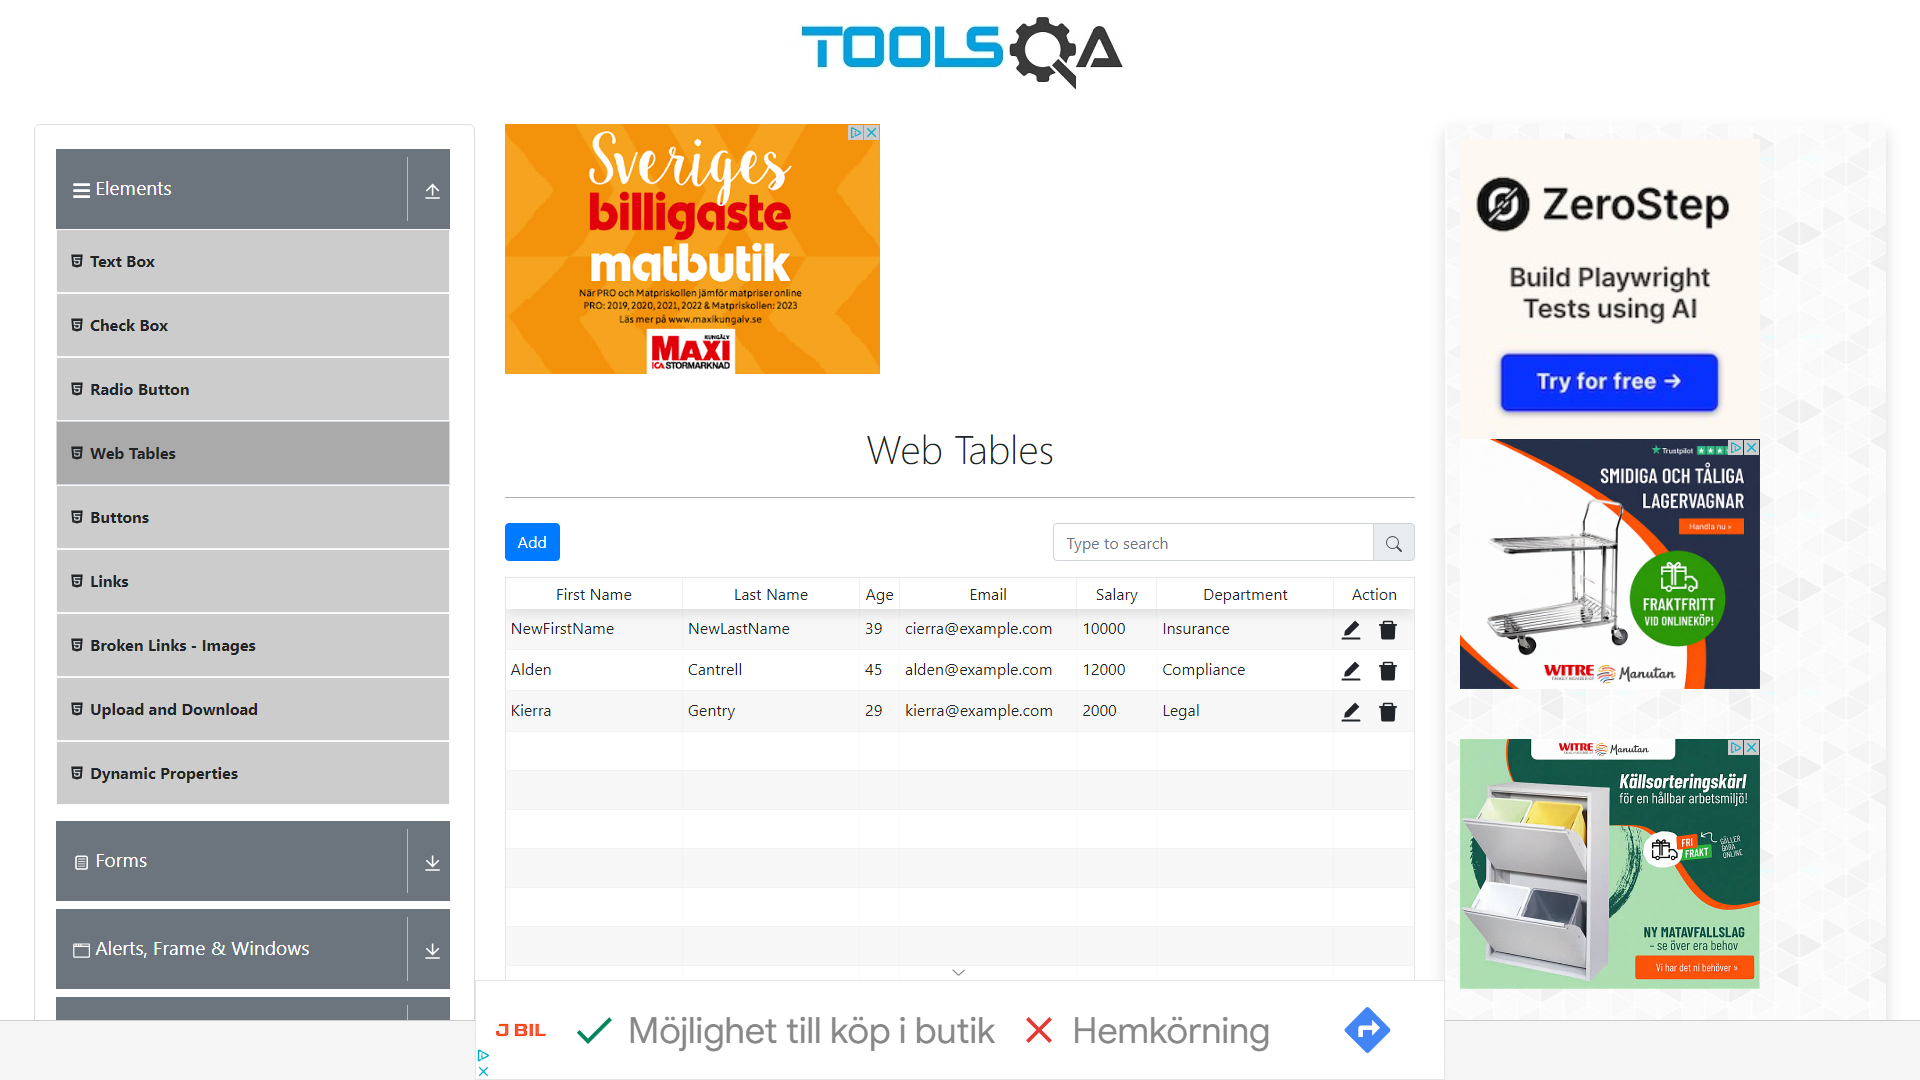 TOOLSQA
Elements
Text Box
Check Box
Radio Button
Web Tables
Buttons
Links
Broken Links - Images
Upload and Download
Dynamic Properties
Forms
Alerts, Frame & Windows
Sveriges
billigaste
matbutik
När PRO och Matpriskollen jämför matpriser online
PRO: 2019, 2020, 2021, 2022 & Matpriskollen: 2023
Läs mer på www.maxikungalv.se
KUNGÄLV
MAXI
ICA STORMARKNAD
Web Tables
Add
Type to search
First Name Last Name Age Email Salary Department Action
NewFirstName NewLastName 39 cierra@example.com 10000 Insurance
Alden Cantrell 45 alden@example.com 12000 Compliance
Kierra Gentry 29 kierra@example.com 2000 Legal
J BIL Möjlighet till köp i butik Hemkörning
ZeroStep
Build Playwright
Tests using AI
Try for free →
Trustpilot
SMIDIGA OCH TÅLIGA
LAGERVAGNAR
Handla nu »
FRAKTFRITT
VID ONLINEKÖP!
WITRE Manutan
WITRE Manutan
Källsorteringskärl
för en hållbar arbetsmiljö!
FRI
FRAKT
GÄLLER
BARA
ONLINE
NY MATAVFALLSLAG
– se över era behov
Vi har det ni behöver »